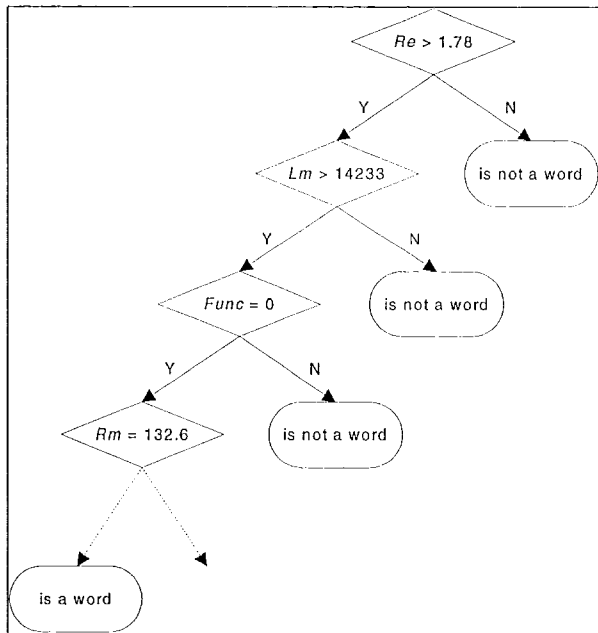 Re > 1.78
Y
N
Lm > 14233
is not a word
Y
N
Func = 0
is not a word
Y
N
Rm = 132.6
is not a word
is a word